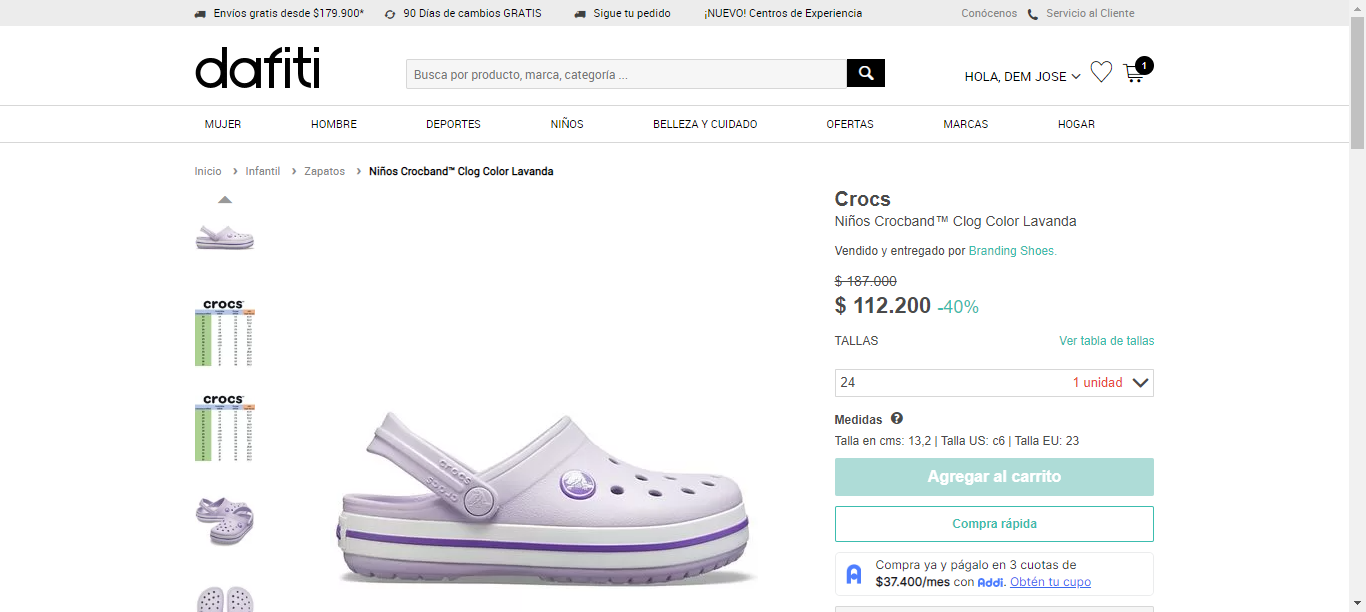 Envíos gratis desde $179.900* 90 Días de cambios GRATIS Sigue tu pedido ¡NUEVO! Centros de Experiencia Conócenos Servicio al Cliente
dafiti
Busca por producto, marca, categoría ...
HOLA, DEM JOSE
1
MUJER HOMBRE DEPORTES NIÑOS BELLEZA Y CUIDADO OFERTAS MARCAS HOGAR
Inicio > Infantil > Zapatos > Niños Crocband™ Clog Color Lavanda
crocs
crocs
crocs
crocs
Crocs
Niños Crocband™ Clog Color Lavanda
Vendido y entregado por Branding Shoes.
$ 187.000
$ 112.200 -40%
TALLAS Ver tabla de tallas
24 1 unidad
Medidas ?
Talla en cms: 13,2 | Talla US: c6 | Talla EU: 23
Agregar al carrito
Compra rápida
Compra ya y págalo en 3 cuotas de
$37.400/mes con Addi. Obtén tu cupo